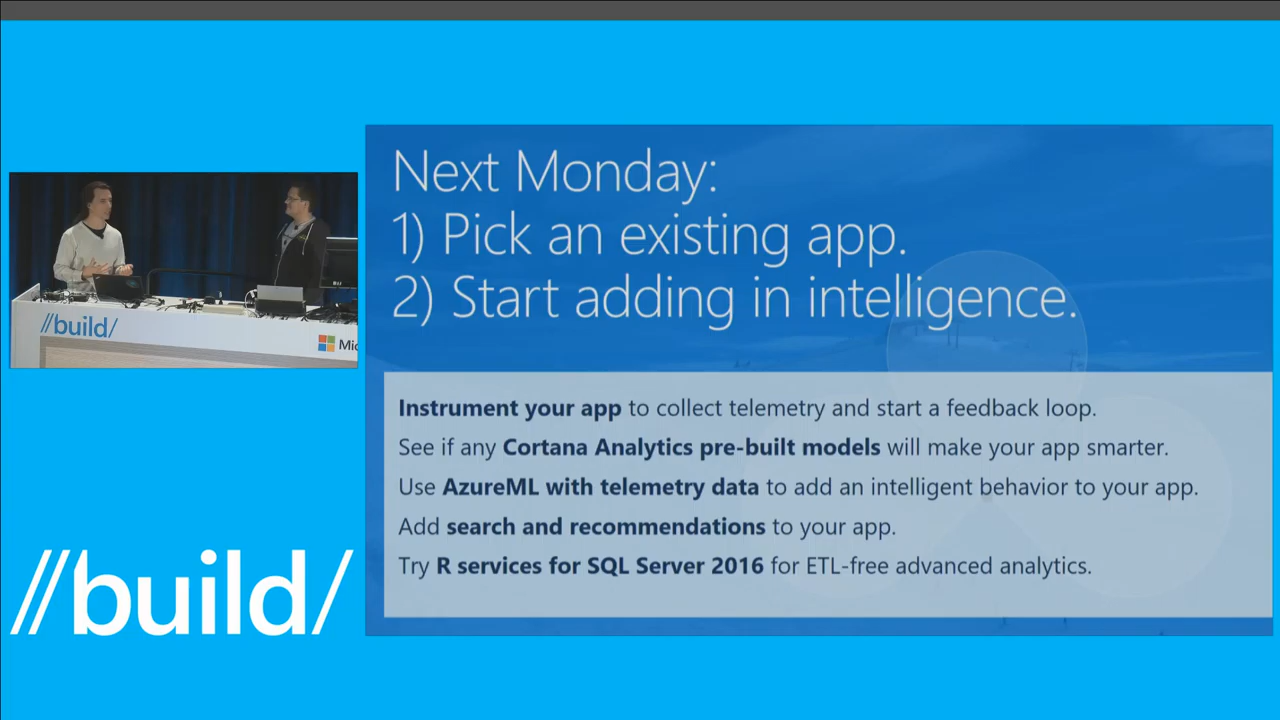 Next Monday:
1) Pick an existing app.
2) Start adding in intelligence.
Instrument your app to collect telemetry and start a feedback loop.
See if any Cortana Analytics pre-built models will make your app smarter.
Use AzureML with telemetry data to add an intelligent behavior to your app.
Add search and recommendations to your app.
Try R services for SQL Server 2016 for ETL-free advanced analytics.
//build/
Mic
//build/